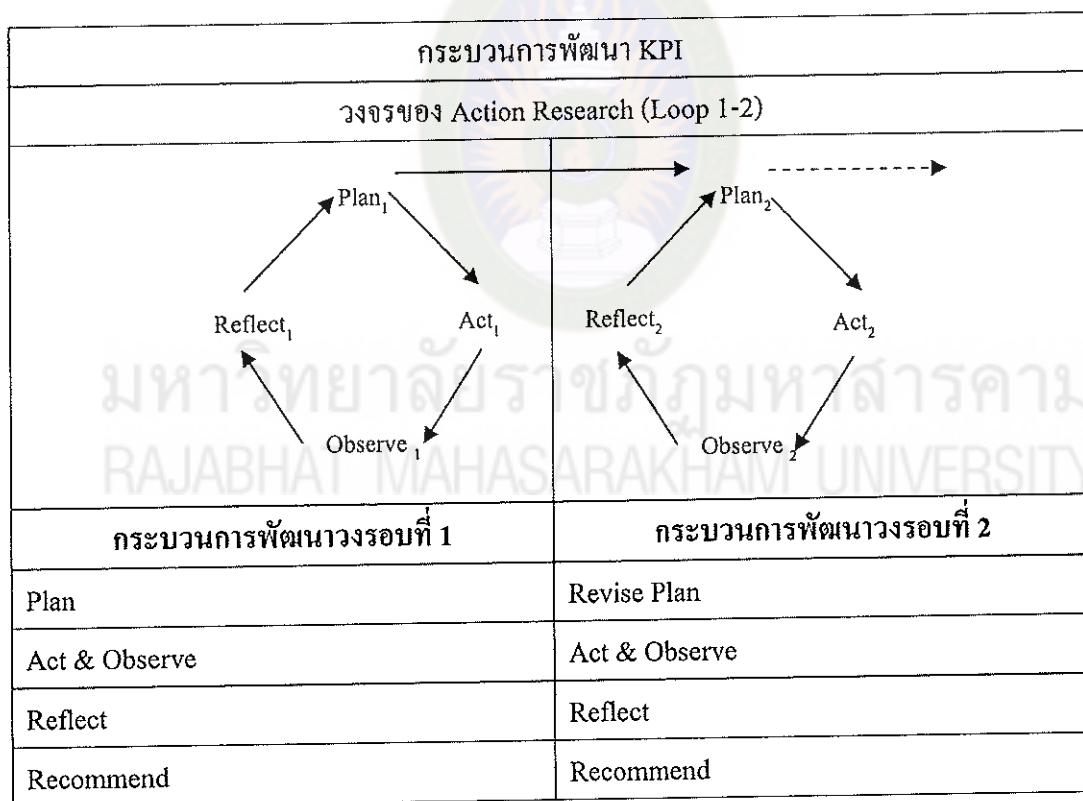 กระบวนการพัฒนา KPI
วงจรของ Action Research (Loop 1-2)
Plan1 Plan2
Reflect1 Act1 Reflect2 Act2
มหาวิทยาลัยราชภัฏมหาสารคาม
Observe 1 Observe 2
RAJABHAT MAHASARAKHAM UNIVERSITY
กระบวนการพัฒนาวงรอบที่ 1 กระบวนการพัฒนาวงรอบที่ 2
Plan Revise Plan
Act & Observe Act & Observe
Reflect Reflect
Recommend Recommend